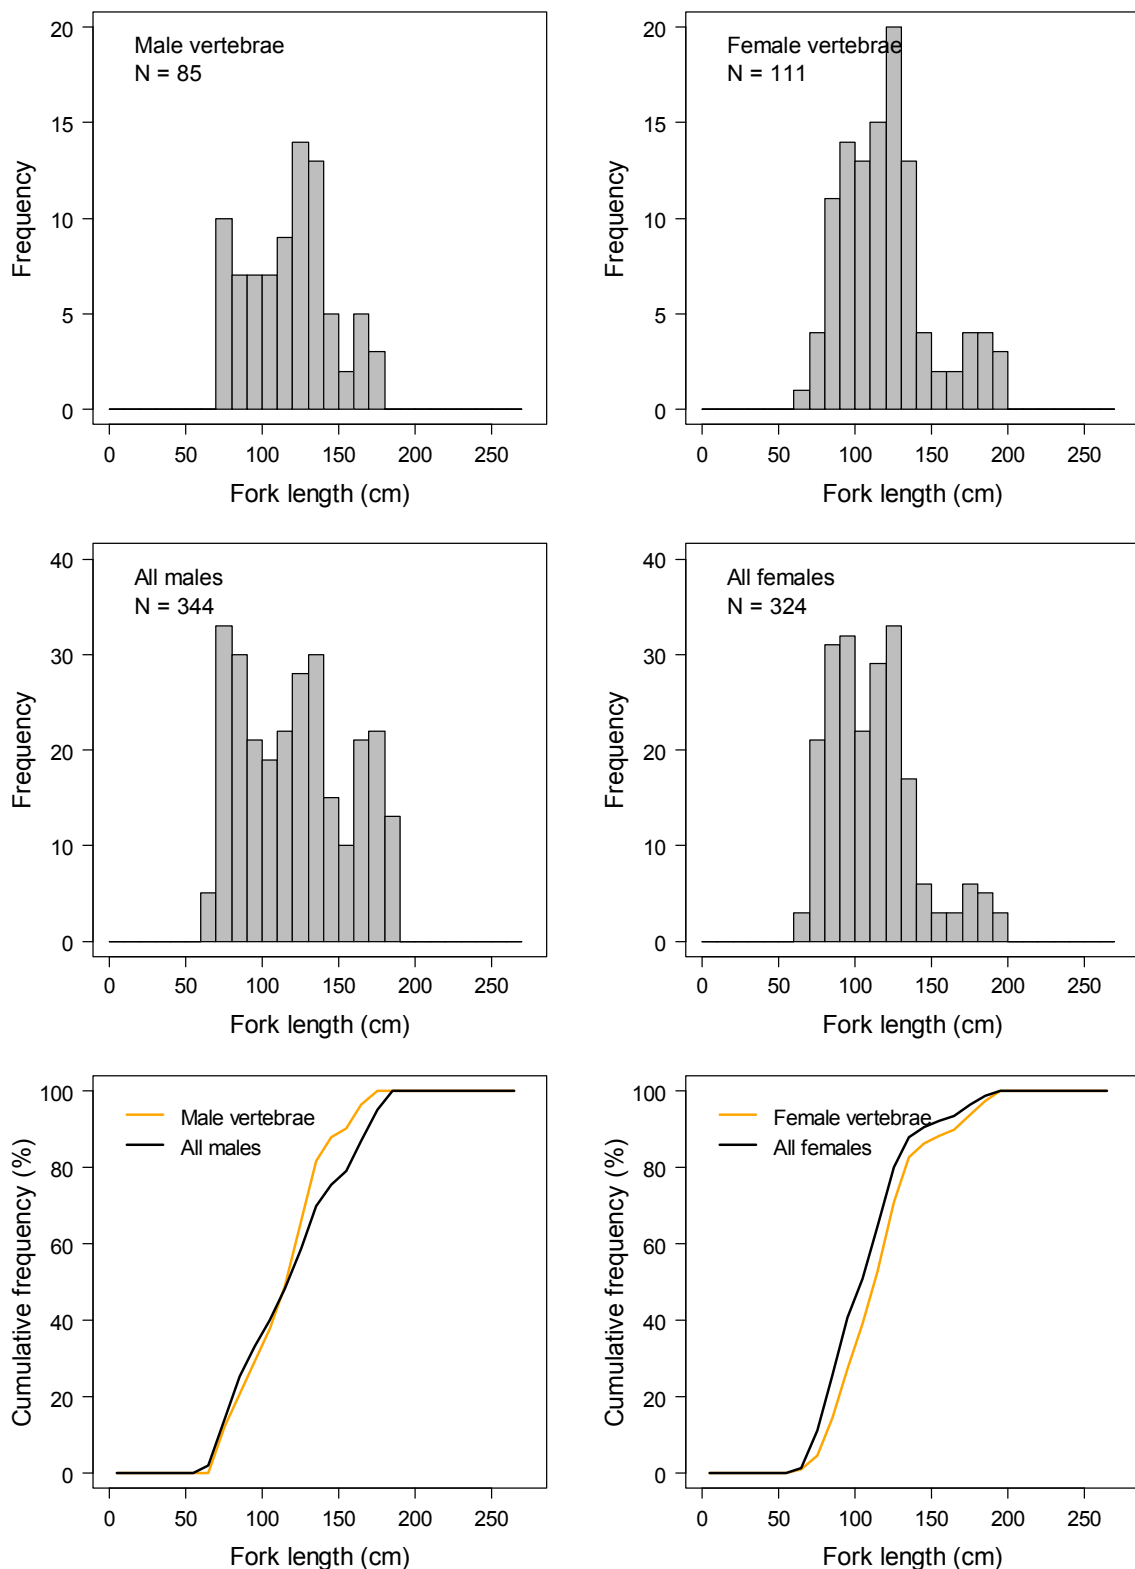 Male vertebrae
N = 85
Frequency
20
15
10
5
0
0 50 100 150 200 250
Fork length (cm)
Female vertebrae
N = 111
Frequency
20
15
10
5
0
0 50 100 150 200 250
Fork length (cm)
All males
N = 344
Frequency
40
30
20
10
0
0 50 100 150 200 250
Fork length (cm)
All females
N = 324
Frequency
40
30
20
10
0
0 50 100 150 200 250
Fork length (cm)
Male vertebrae
All males
Cumulative frequency (%)
100
80
60
40
20
0
0 50 100 150 200 250
Fork length (cm)
Female vertebrae
All females
Cumulative frequency (%)
100
80
60
40
20
0
0 50 100 150 200 250
Fork length (cm)